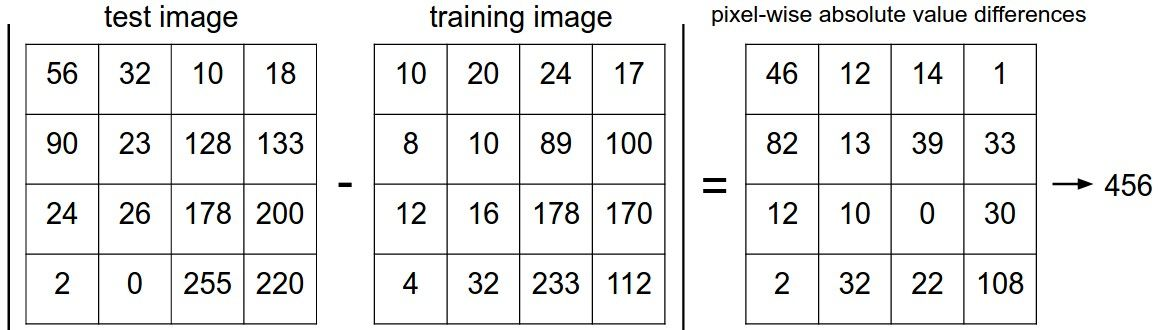 test image training image pixel-wise absolute value differences
56 32 10 18 10 20 24 17 46 12 14 1
90 23 128 133 8 10 89 100 82 13 39 33
- = → 456
24 26 178 200 12 16 178 170 12 10 0 30
2 0 255 220 4 32 233 112 2 32 22 108